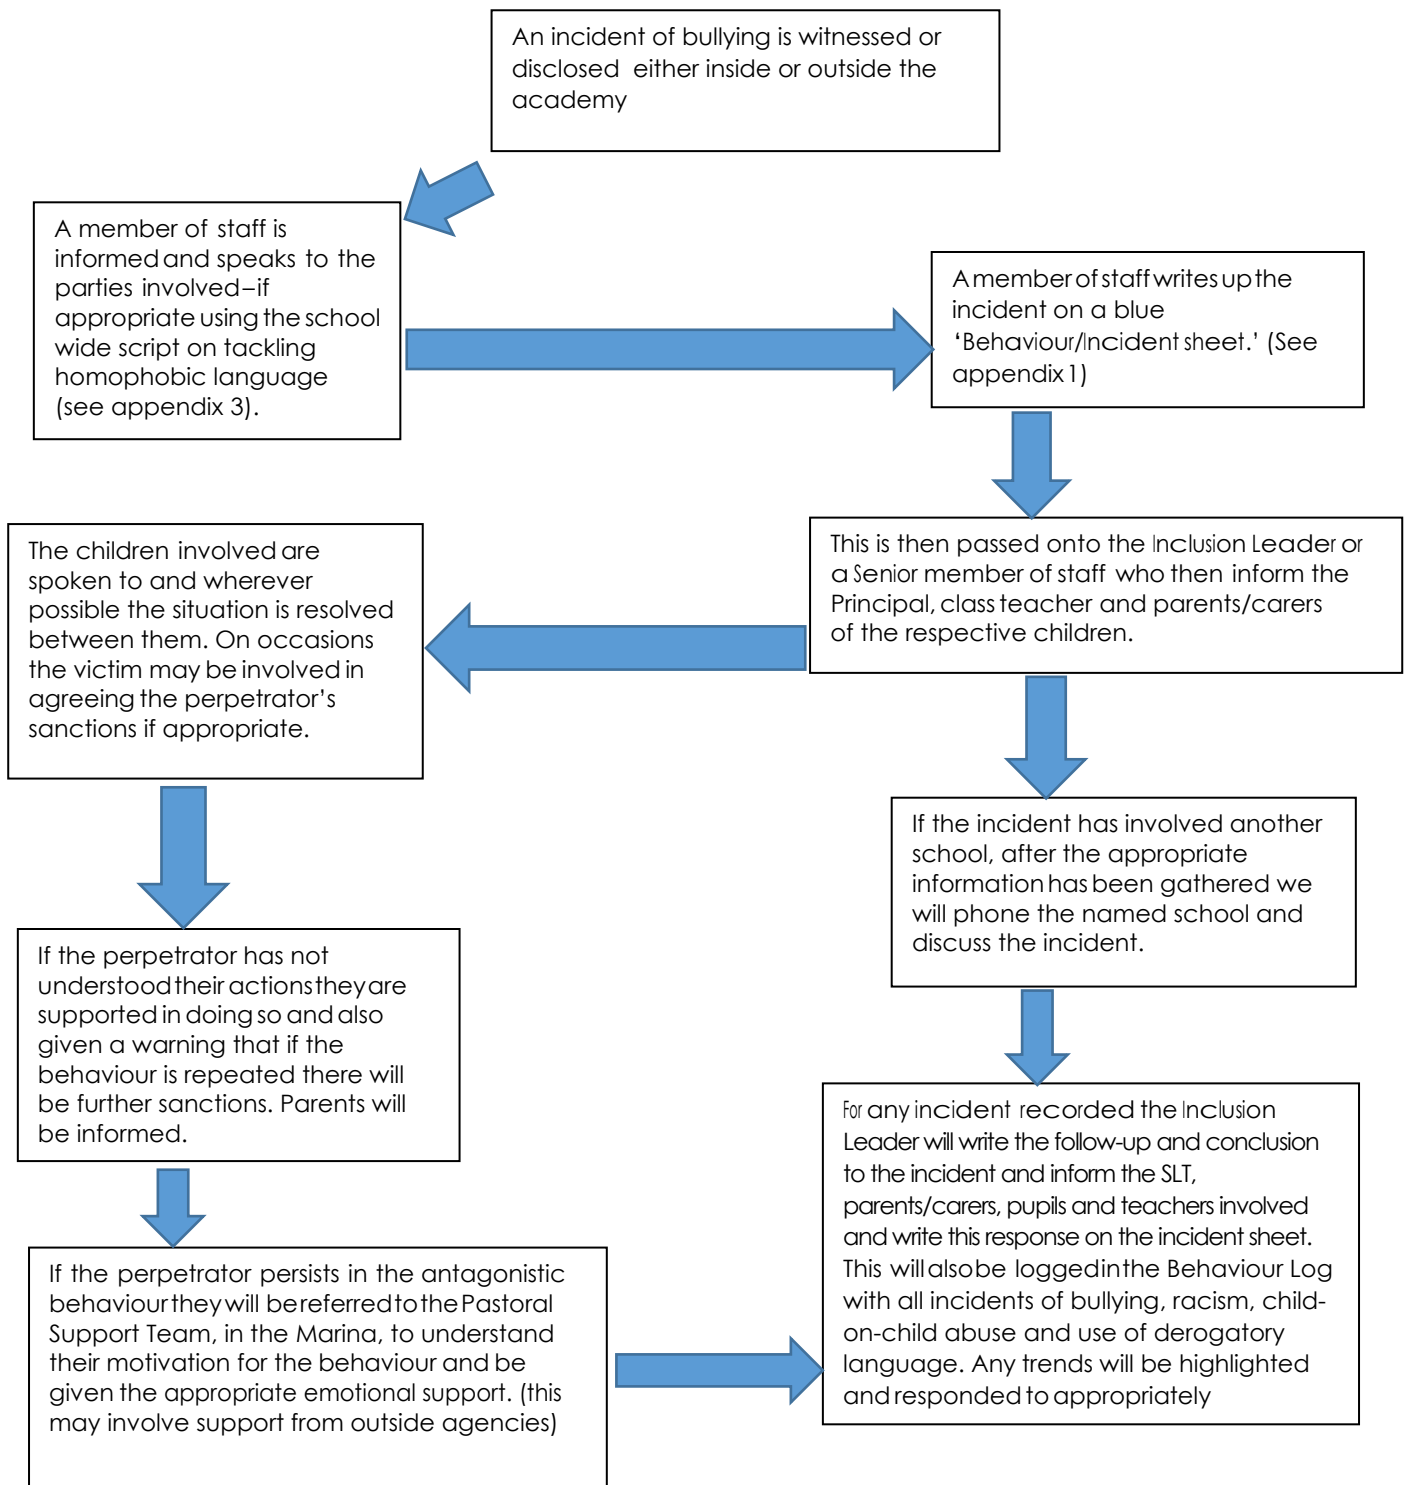 An incident of bullying is witnessed or
disclosed either inside or outside the
academy
A member of staff is
informed and speaks to the
parties involved – if
appropriate using the school
wide script on tackling
homophobic language
(see appendix 3).
A member of staff writes up the
incident on a blue
‘Behaviour/Incident sheet.’ (See
appendix 1)
This is then passed onto the Inclusion Leader or
a Senior member of staff who then inform the
Principal, class teacher and parents/carers
of the respective children.
The children involved are
spoken to and wherever
possible the situation is resolved
between them. On occasions
the victim may be involved in
agreeing the perpetrator’s
sanctions if appropriate.
If the incident has involved another
school, after the appropriate
information has been gathered we
will phone the named school and
discuss the incident.
If the perpetrator has not
understood their actions they are
supported in doing so and also
given a warning that if the
behaviour is repeated there will
be further sanctions. Parents will
be informed.
For any incident recorded the Inclusion
Leader will write the follow-up and conclusion
to the incident and inform the SLT,
parents/carers, pupils and teachers involved
and write this response on the incident sheet.
This will also be logged in the Behaviour Log
with all incidents of bullying, racism, child-
on-child abuse and use of derogatory
language. Any trends will be highlighted
and responded to appropriately
If the perpetrator persists in the antagonistic
behaviour they will be referred to the Pastoral
Support Team, in the Marina, to understand
their motivation for the behaviour and be
given the appropriate emotional support. (this
may involve support from outside agencies)